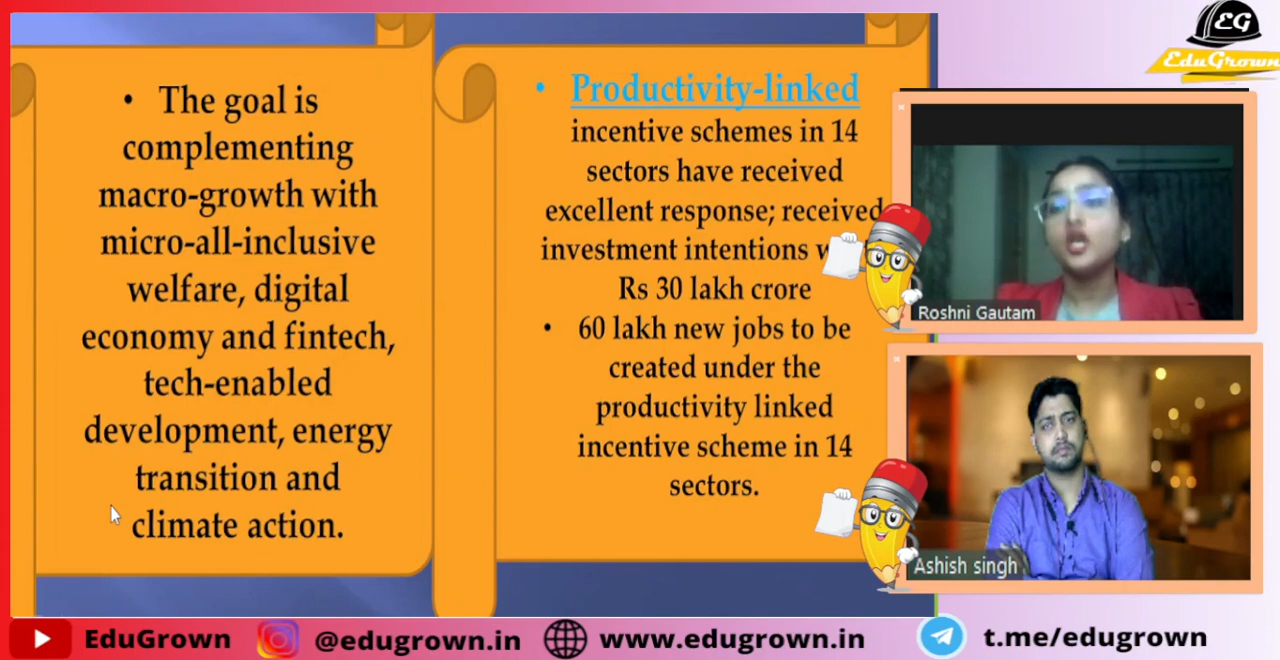 • The goal is
complementing
macro-growth with
micro-all-inclusive
welfare, digital
economy and fintech,
tech-enabled
development, energy
transition and
climate action.
• Productivity-linked
incentive schemes in 14
sectors have received
excellent response; received
investment intentions
Rs 30 lakh crore
• 60 lakh new jobs to be
created under the
productivity linked
incentive scheme in 14
sectors.
EG
EduGrown
Roshni Gautam
Ashish singh
EduGrown
@edugrown.in
www.edugrown.in
t.me/edugrown